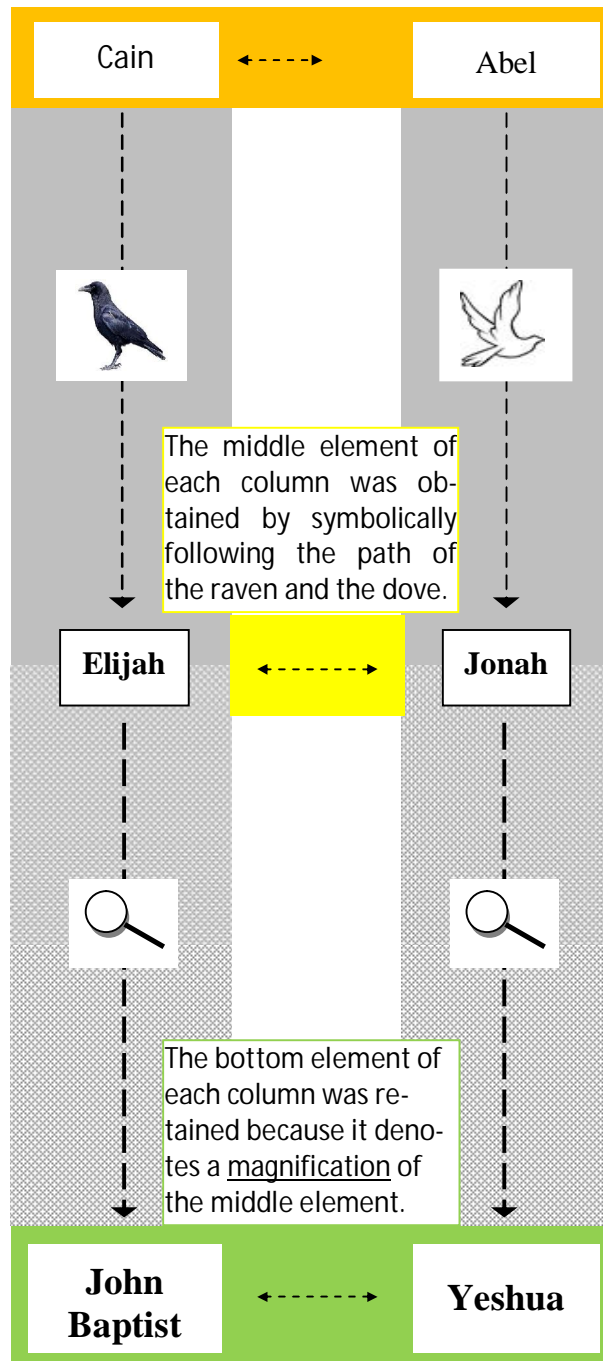 Cain
Abel
The middle element of
each column was ob-
tained by symbolically
following the path of
the raven and the dove.
Elijah
Jonah
The bottom element of
each column was re-
tained because it deno-
tes a magnification of
the middle element.
John
Baptist
Yeshua